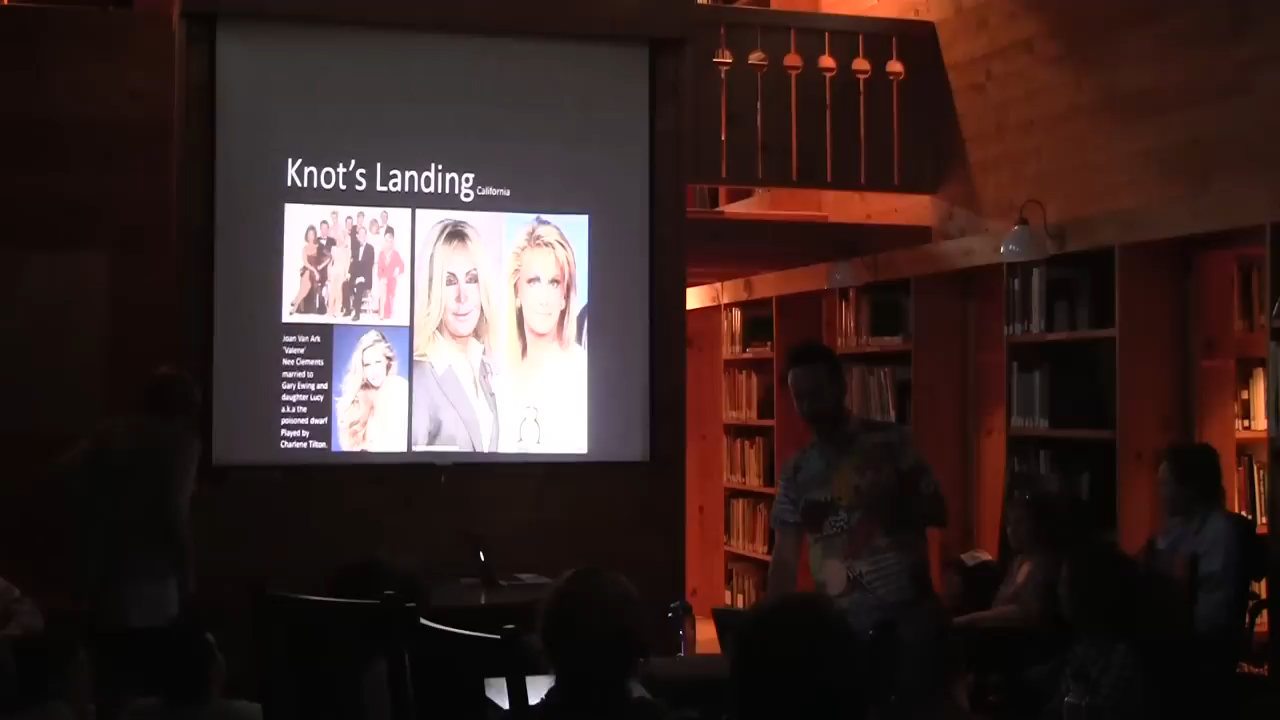 Knot's Landing California
Joan Van Ark
'Valene'
Nee Clements
married to
Gary Ewing and
daughter Lucy
a.k.a the
poisoned dwarf
Played by
Charlene Tilton.